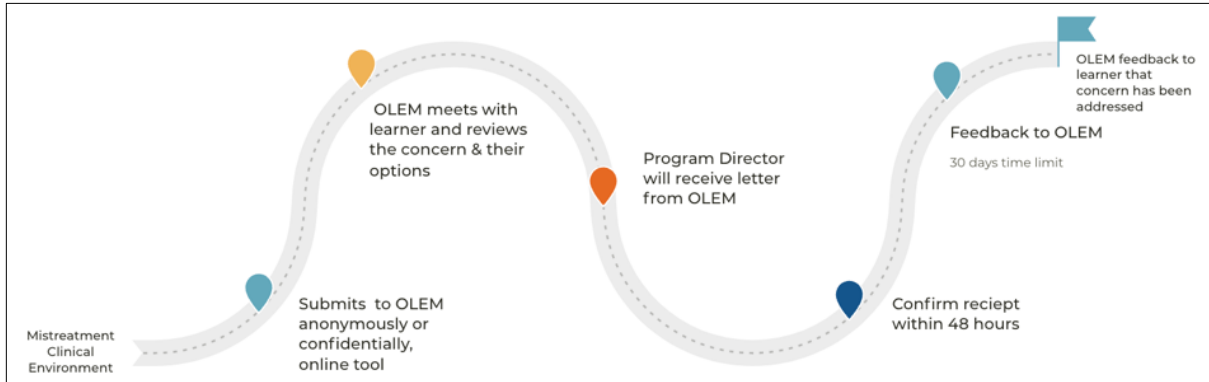 Mistreatment
Clinical
Environment
Submits to OLEM
anonymously or
confidentially,
online tool
OLEM meets with
learner and reviews
the concern & their
options
Program Director
will receive letter
from OLEM
Confirm reciept
within 48 hours
Feedback to OLEM
30 days time limit
OLEM feedback to
learner that
concern has been
addressed